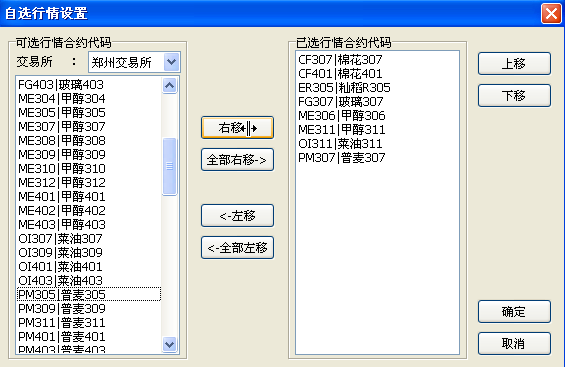 自选行情设置
可选行情合约代码
交易所 : 郑州交易所
FG403|玻璃403
ME304|甲醇304
ME305|甲醇305
ME307|甲醇307
ME308|甲醇308
ME309|甲醇309
ME310|甲醇310
ME312|甲醇312
ME401|甲醇401
ME402|甲醇402
ME403|甲醇403
OI307|菜油307
OI309|菜油309
OI401|菜油401
OI403|菜油403
PM305|普麦305
PM309|普麦309
PM311|普麦311
PM401|普麦401
PM403|普麦403
右移
全部右移->
<-左移
<-全部左移
已选行情合约代码
CF307|棉花307
CF401|棉花401
ER305|籼稻R305
FG307|玻璃307
ME306|甲醇306
ME311|甲醇311
OI311|菜油311
PM307|普麦307
上移
下移
确定
取消